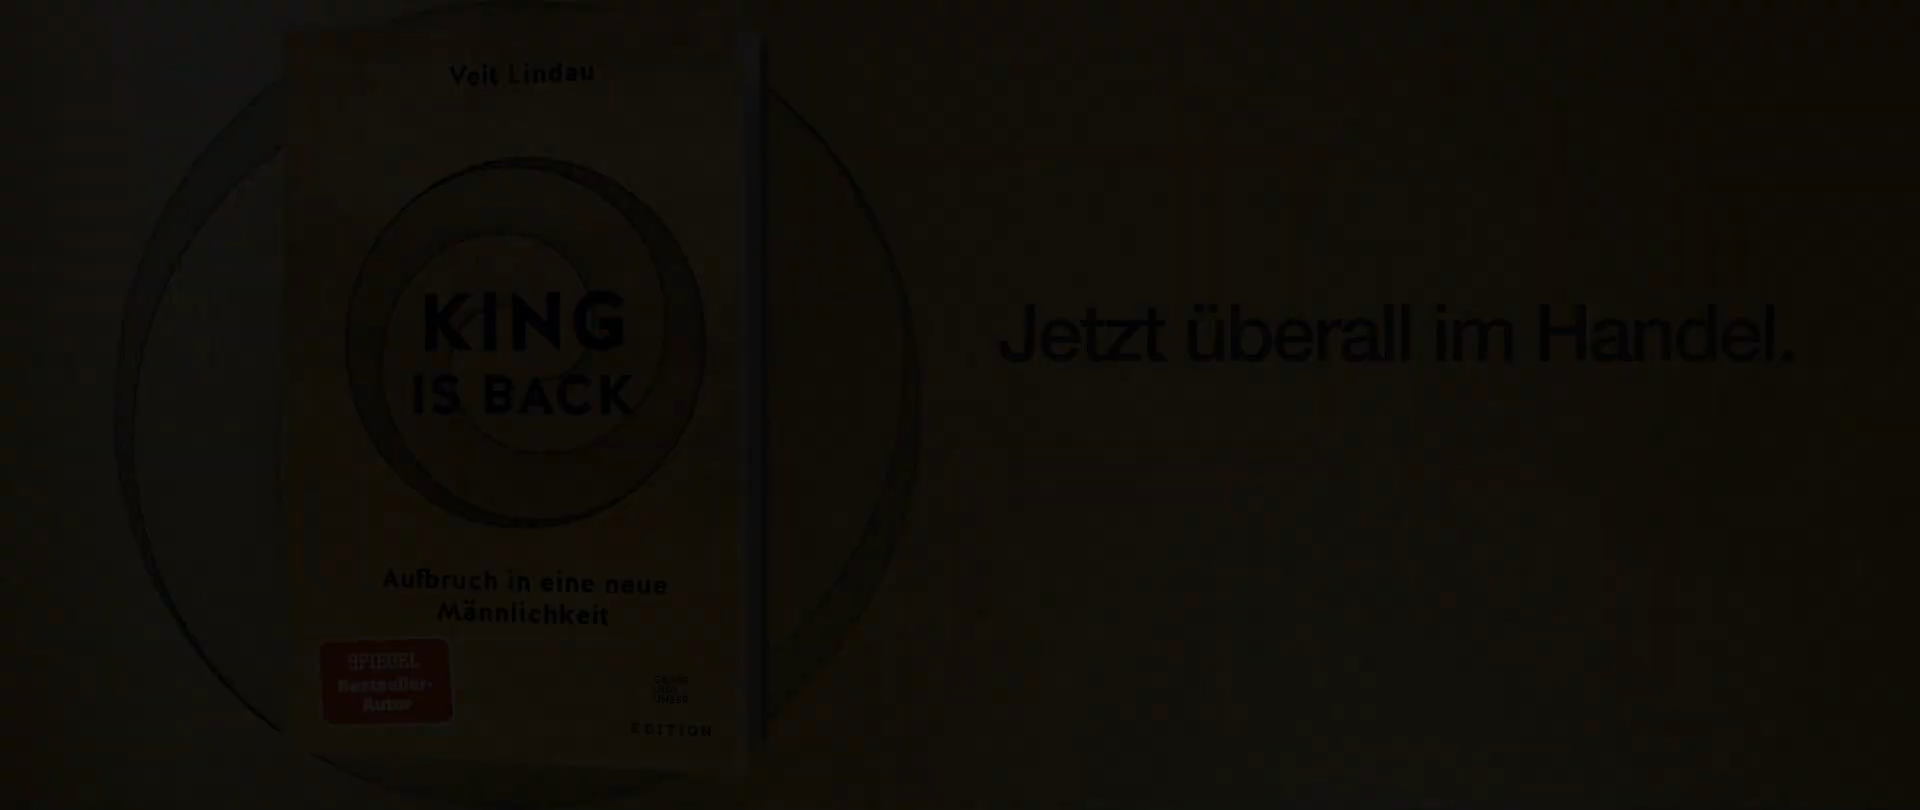 Veit Lindau
KING
IS BACK
Aufbruch in eine neue
Männlichkeit
SPIEGEL
Bestseller-
Autor
EDITION
Jetzt überall im Handel.